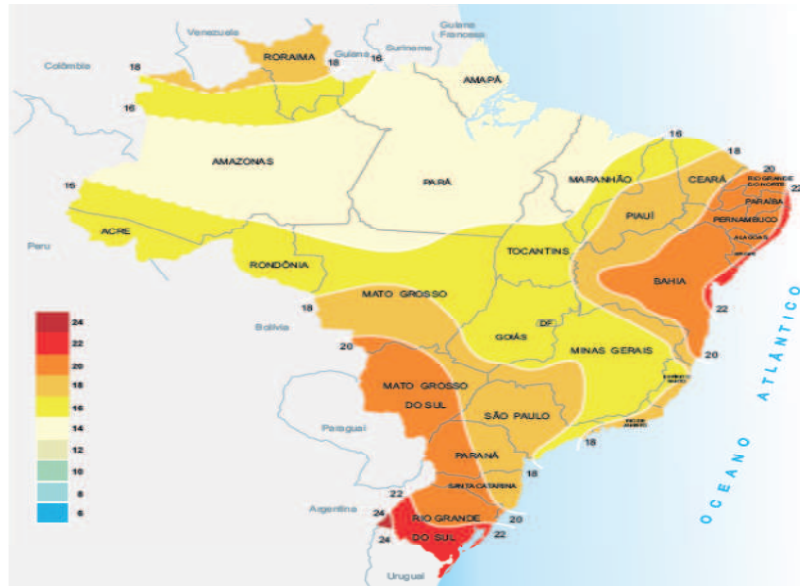 Venezuela
Guiana
Francesa
Guiana
Suriname
Colômbia
RORAIMA
18
18
16
AMAPÁ
16
AMAZONAS
PARÁ
MARANHÃO
16
18
CEARÁ
20
RIO GRANDE
DO NORTE
22
PARAÍBA
PERNAMBUCO
ALAGOAS
PIAUÍ
16
ACRE
Peru
RONDÔNIA
TOCANTINS
BAHIA
MATO GROSSO
18
22
Bolívia
GOIÁS
DF
MINAS GERAIS
20
20
MATO GROSSO
DO SUL
SÃO PAULO
Paraguai
18
PARANÁ
18
SANTA CATARINA
22
Argentina
24
RIO GRANDE
DO SUL
20
22
24
Uruguai
OCEANO ATLÂNTICO
24
22
20
18
16
14
12
10
8
6